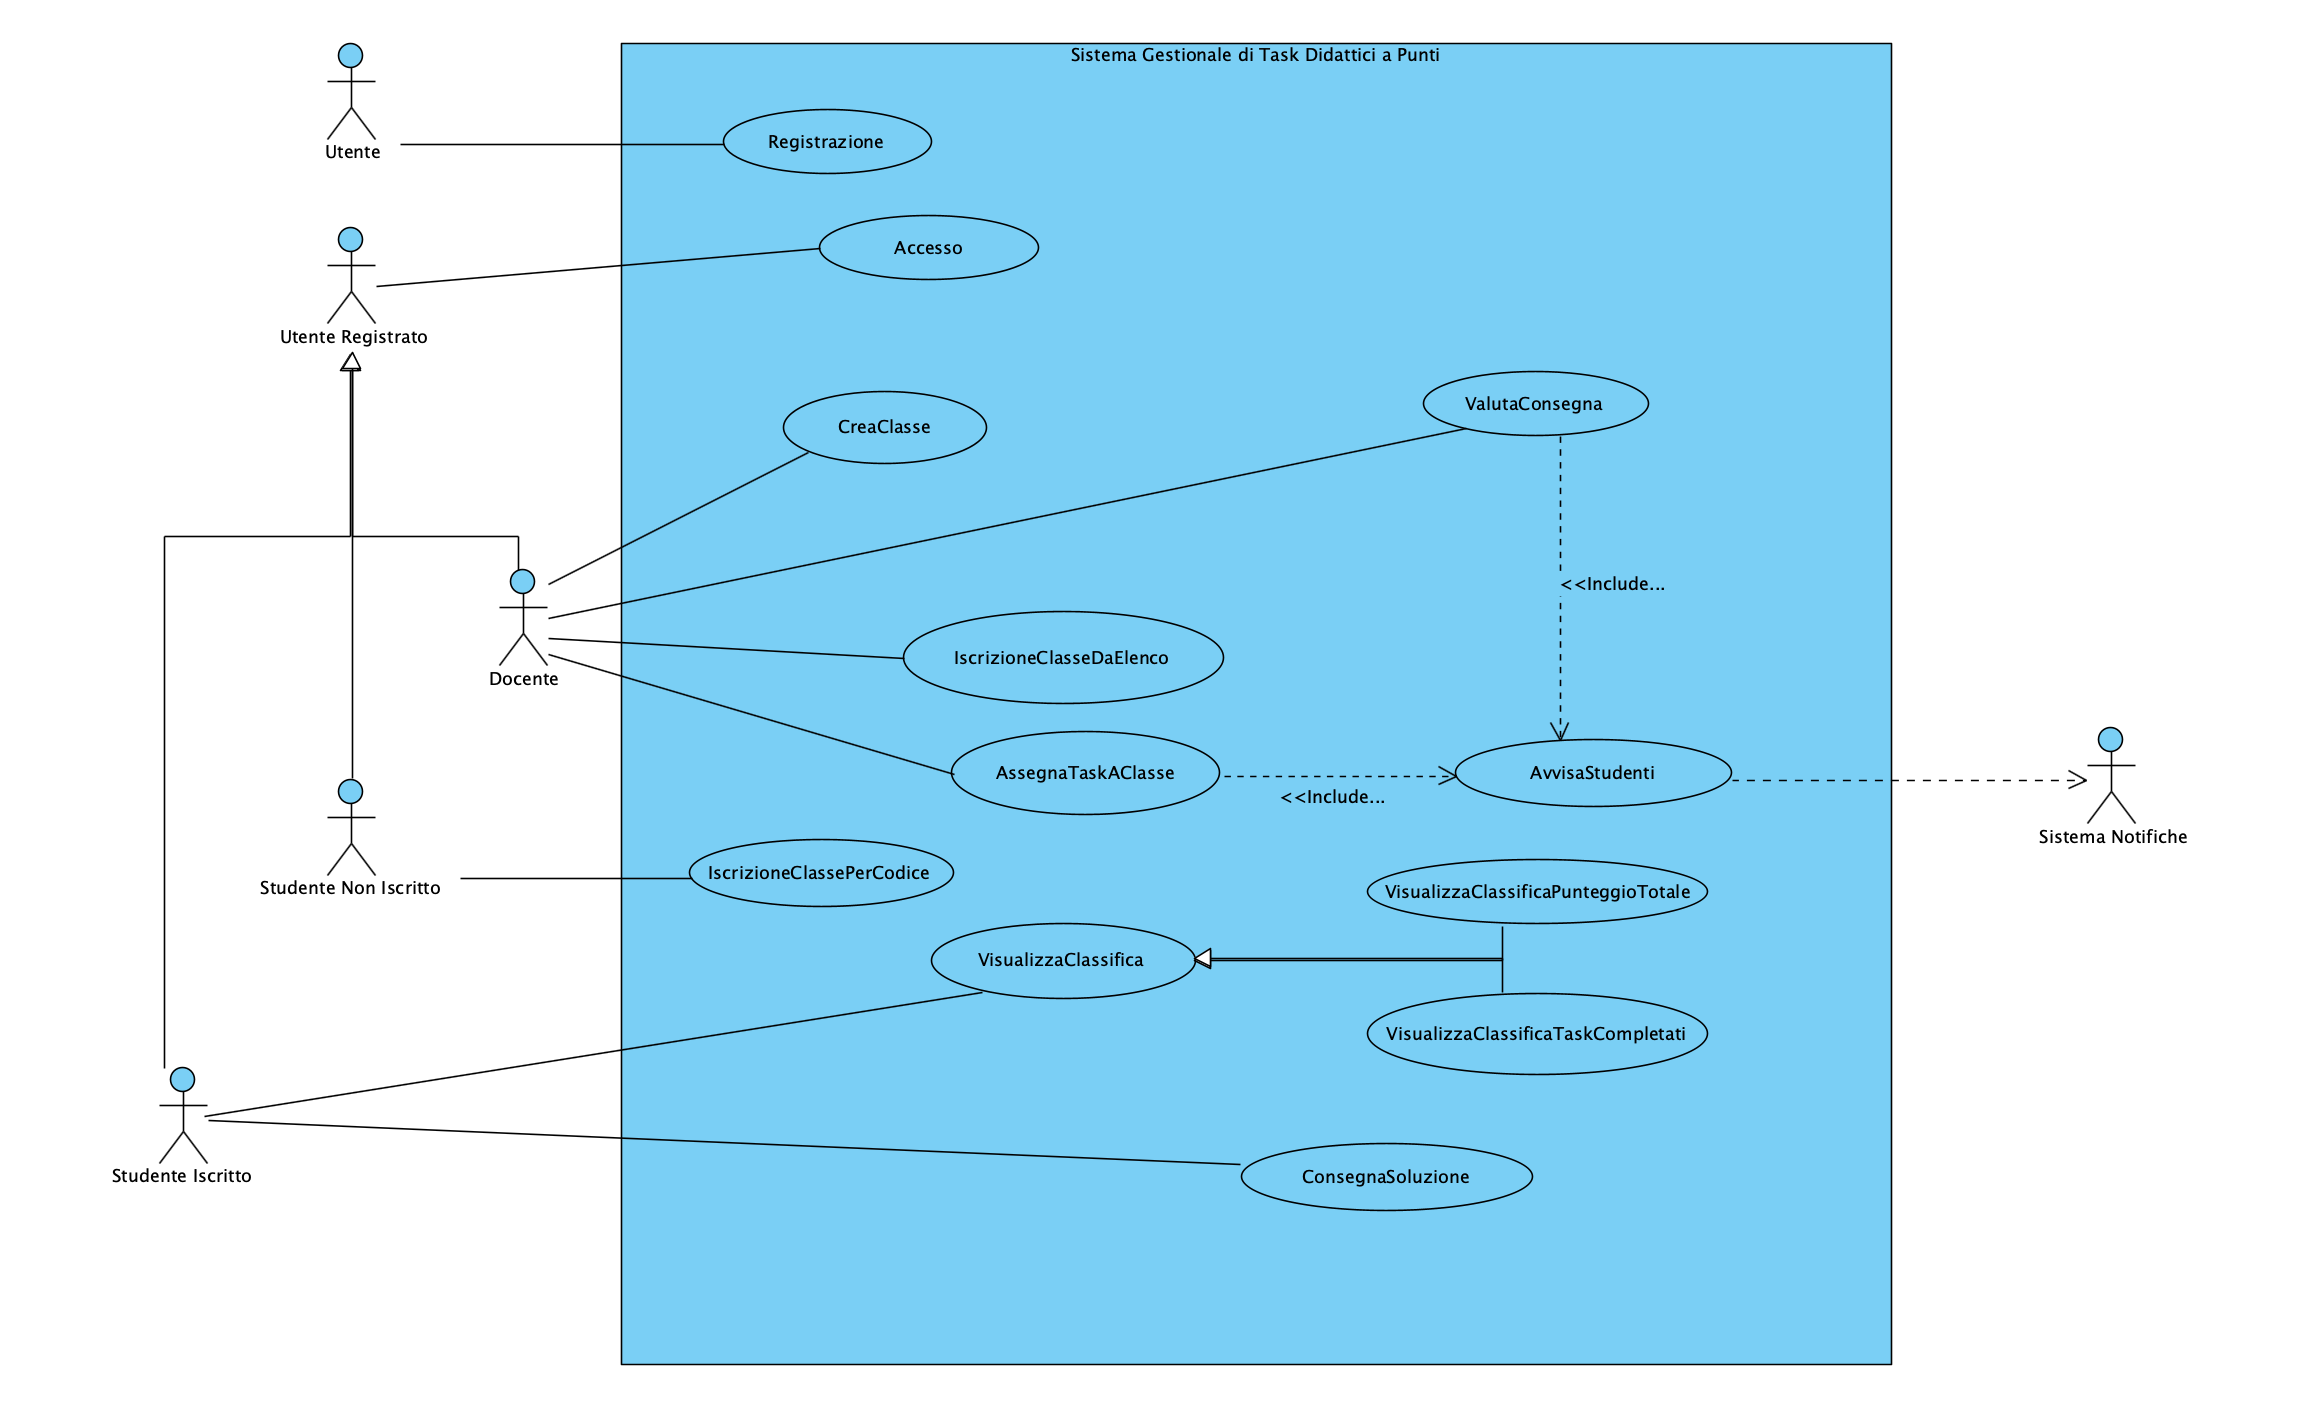 Sistema Gestionale di Task Didattici a Punti
Utente
Registrazione
Accesso
Utente Registrato
CreaClasse
ValutaConsegna
<<Include...
IscrizioneClasseDaElenco
Docente
AssegnaTaskAClasse
<<Include...
AvvisaStudenti
Sistema Notifiche
Studente Non Iscritto
IscrizioneClassePerCodice
VisualizzaClassificaPunteggioTotale
VisualizzaClassifica
VisualizzaClassificaTaskCompletati
Studente Iscritto
ConsegnaSoluzione